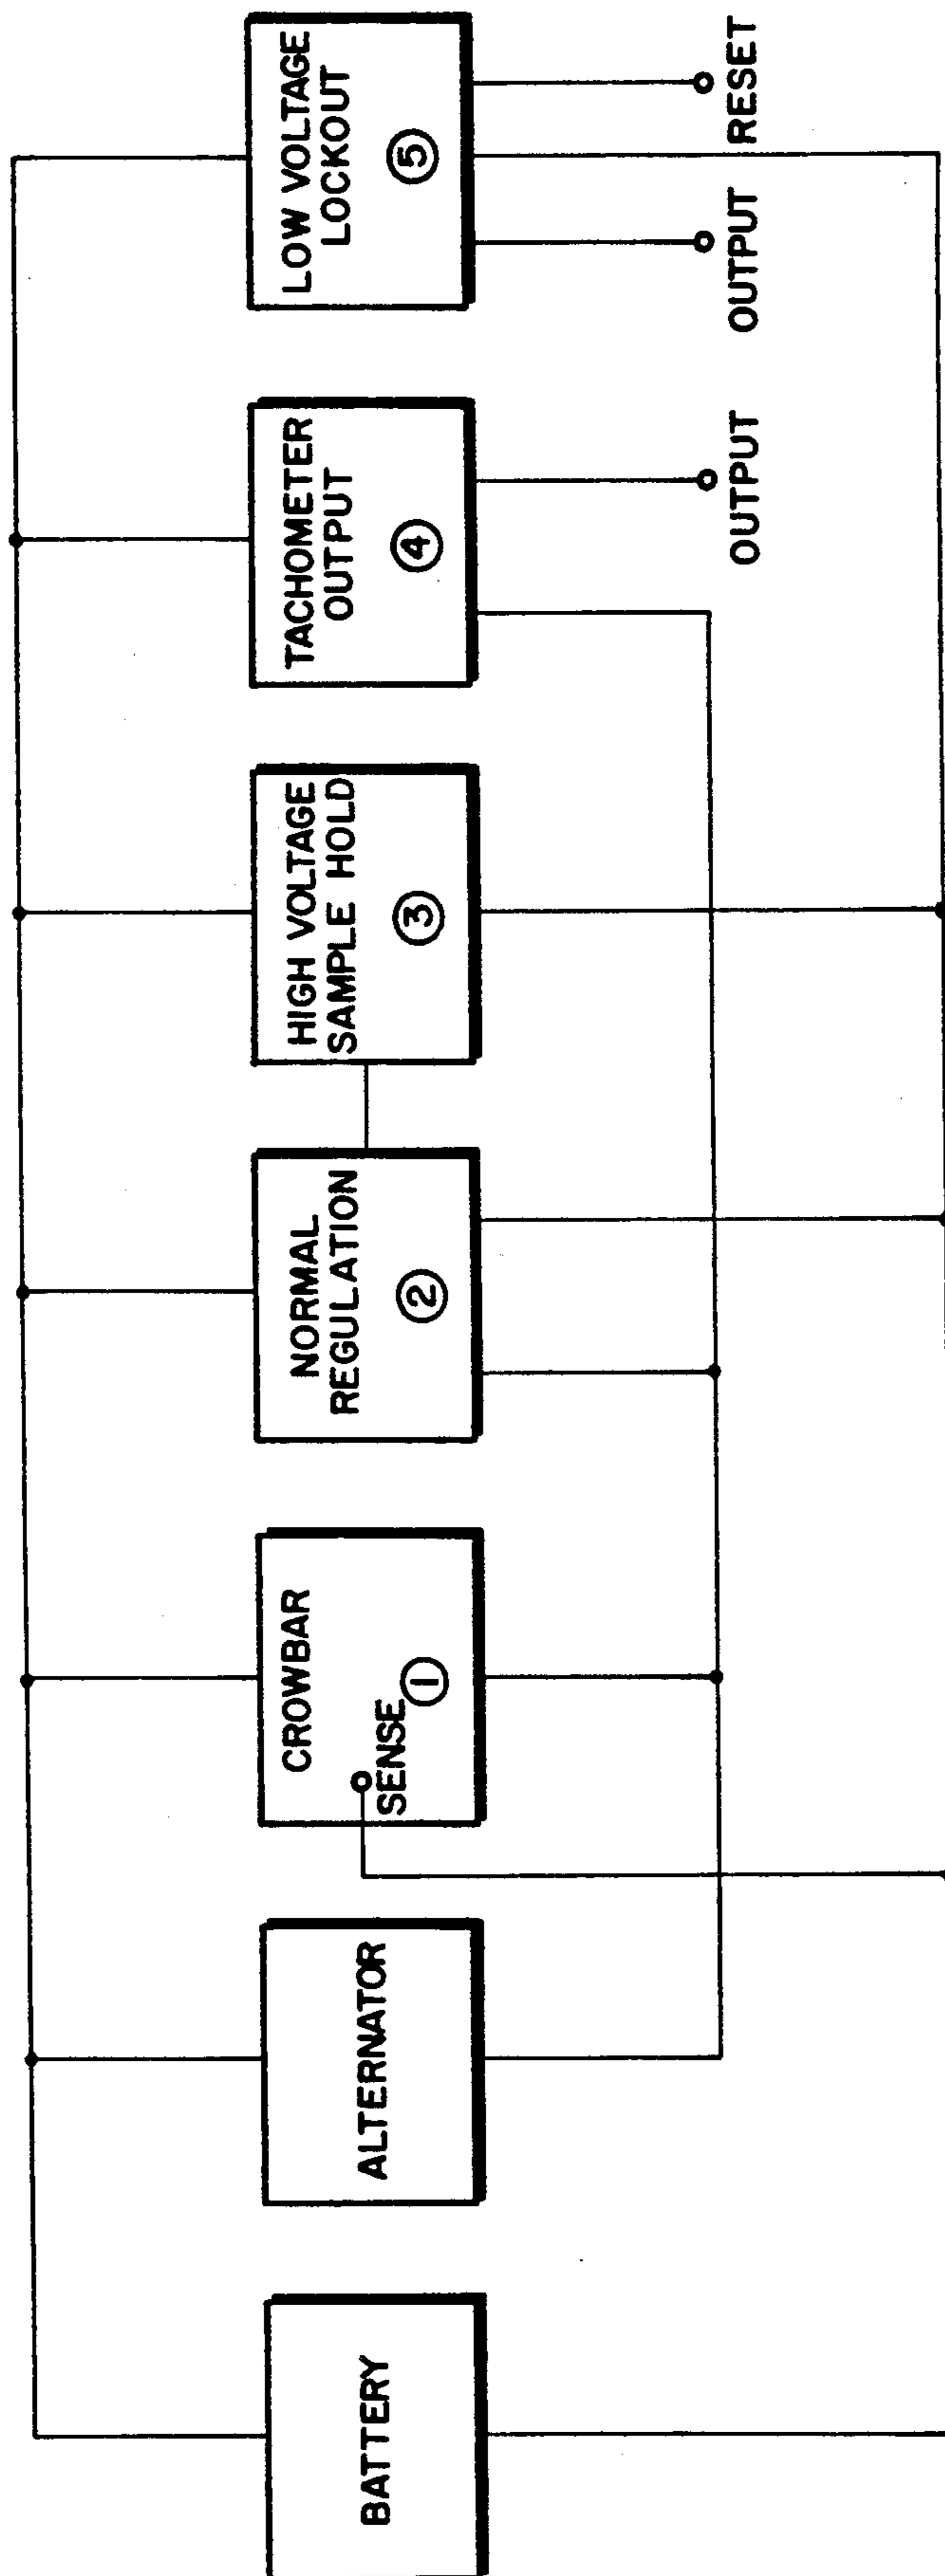 BATTERY
ALTERNATOR
CROWBAR
SENSE
1
NORMAL
REGULATION
2
HIGH VOLTAGE
SAMPLE HOLD
3
TACHOMETER
OUTPUT
4
LOW VOLTAGE
LOCKOUT
5
OUTPUT
OUTPUT
RESET